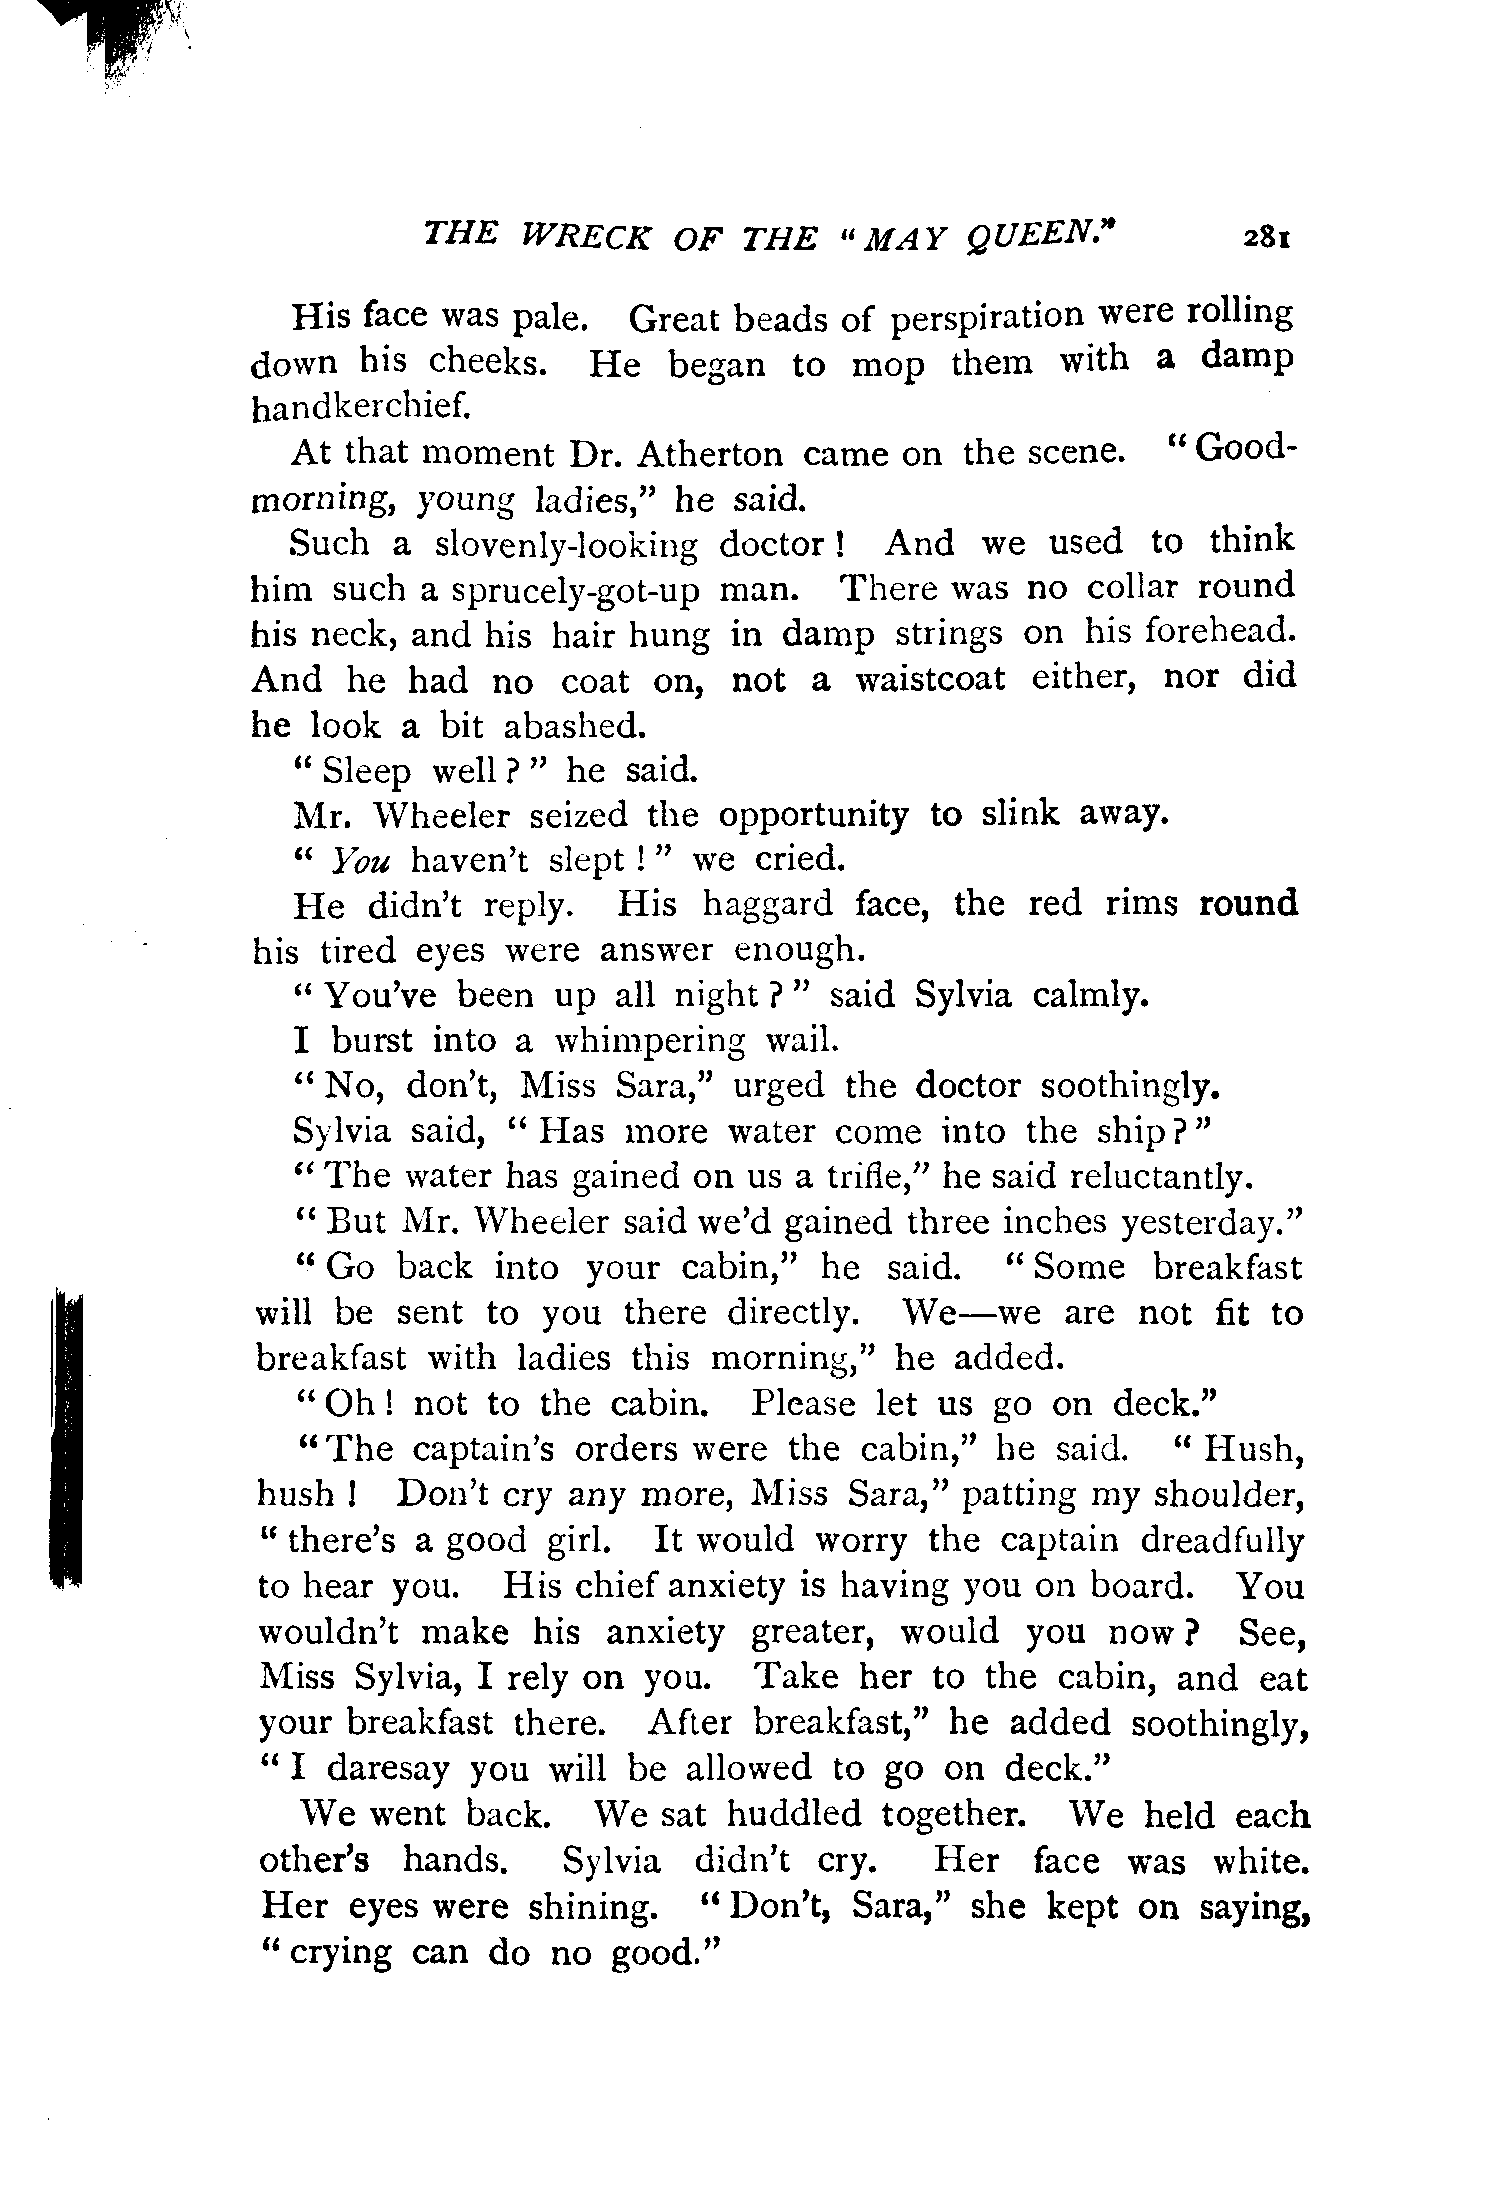 THE WRECK OF THE "MAY QUEEN." 281
His face was pale. Great beads of perspiration were rolling
down his cheeks. He began to mop them with a damp
handkerchief.
At that moment Dr. Atherton came on the scene. "Good-
morning, young ladies," he said.
Such a slovenly-looking doctor! And we used to think
him such a sprucely-got-up man. There was no collar round
his neck, and his hair hung in damp strings on his forehead.
And he had no coat on, not a waistcoat either, nor did
he look a bit abashed.
"Sleep well?" he said.
Mr. Wheeler seized the opportunity to slink away.
"You haven't slept!" we cried.
He didn't reply. His haggard face, the red rims round
his tired eyes were answer enough.
"You've been up all night?" said Sylvia calmly.
I burst into a whimpering wail.
"No, don't, Miss Sara," urged the doctor soothingly.
Sylvia said, "Has more water come into the ship?"
"The water has gained on us a trifle," he said reluctantly.
"But Mr. Wheeler said we'd gained three inches yesterday."
"Go back into your cabin," he said. "Some breakfast
will be sent to you there directly. We—we are not fit to
breakfast with ladies this morning," he added.
"Oh! not to the cabin. Please let us go on deck."
"The captain's orders were the cabin," he said. "Hush,
hush! Don't cry any more, Miss Sara," patting my shoulder,
"there's a good girl. It would worry the captain dreadfully
to hear you. His chief anxiety is having you on board. You
wouldn't make his anxiety greater, would you now? See,
Miss Sylvia, I rely on you. Take her to the cabin, and eat
your breakfast there. After breakfast," he added soothingly,
"I daresay you will be allowed to go on deck."
We went back. We sat huddled together. We held each
other's hands. Sylvia didn't cry. Her face was white.
Her eyes were shining. "Don't, Sara," she kept on saying,
"crying can do no good."